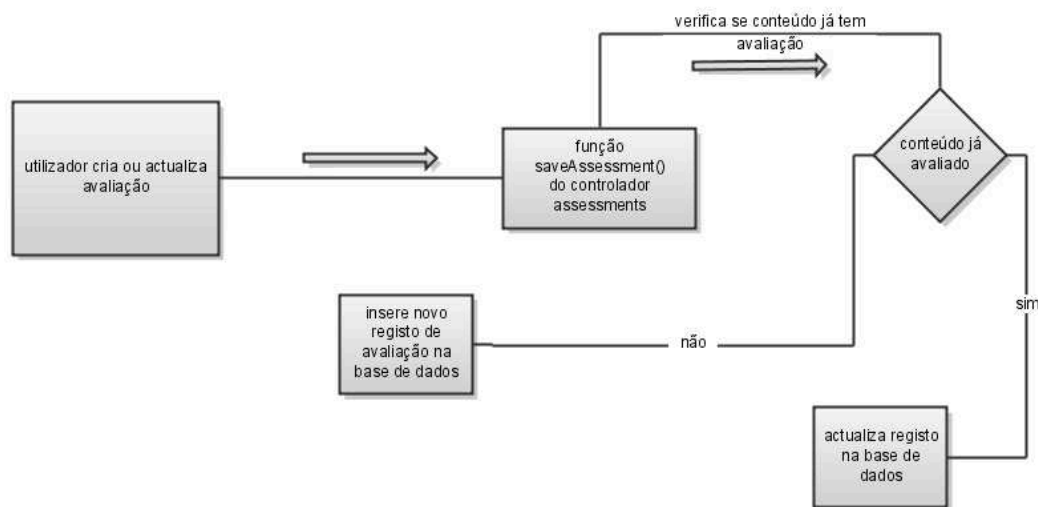 verifica se conteúdo já tem
avaliação
utilizador cria ou actualiza
avaliação
função
saveAssessment()
do controlador
assessments
conteúdo já
avaliado
insere novo
registo de
avaliação na
base de dados
não
sim
actualiza registo
na base de
dados